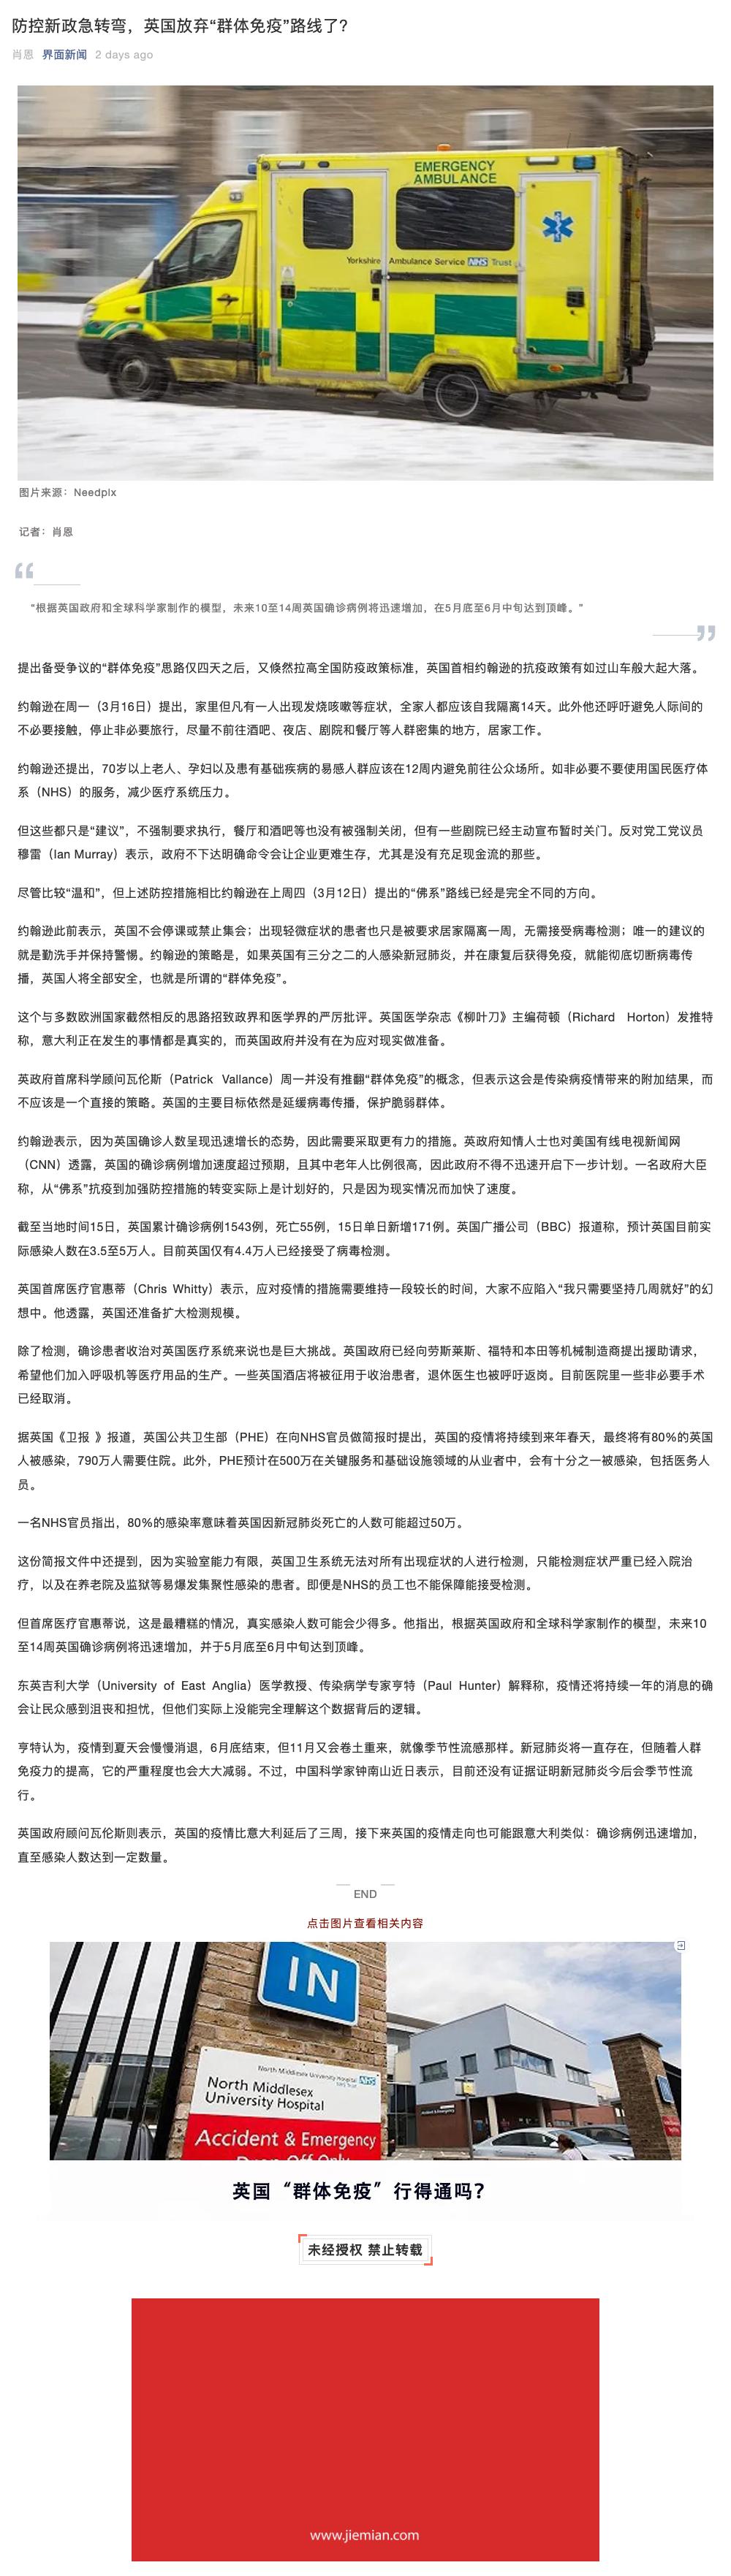 防控新政急转弯，英国放弃“群体免疫”路线了？
肖恩 界面新闻 2 days ago
EMERGENCY
AMBULANCE
Yorkshire Ambulance Service NHS Trust
图片来源：Needpix
记者：肖恩
“根据英国政府和全球科学家制作的模型，未来10至14周英国确诊病例将迅速增加，在5月底至6月中旬达到顶峰。”
提出备受争议的“群体免疫”思路仅四天之后，又倏然拉高全国防疫政策标准，英国首相约翰逊的抗疫政策有如过山车般大起大落。
约翰逊在周一（3月16日）提出，家里但凡有一人出现发烧咳嗽等症状，全家人都应该自我隔离14天。此外他还呼吁避免人际间的
不必要接触，停止非必要旅行，尽量不前往酒吧、夜店、剧院和餐厅等人群密集的地方，居家工作。
约翰逊还提出，70岁以上老人、孕妇以及患有基础疾病的易感人群应该在12周内避免前往公众场所。如非必要不要使用国民医疗体
系（NHS）的服务，减少医疗系统压力。
但这些都只是“建议”，不强制要求执行，餐厅和酒吧等也没有被强制关闭，但有一些剧院已经主动宣布暂时关门。反对党工党议员
穆雷（Ian Murray）表示，政府不下达明确命令会让企业更难生存，尤其是没有充足现金流的那些。
尽管比较“温和”，但上述防控措施相比约翰逊在上周四（3月12日）提出的“佛系”路线已经是完全不同的方向。
约翰逊此前表示，英国不会停课或禁止集会；出现轻微症状的患者也只是被要求居家隔离一周，无需接受病毒检测；唯一的建议的
就是勤洗手并保持警惕。约翰逊的策略是，如果英国有三分之二的人感染新冠肺炎，并在康复后获得免疫，就能彻底切断病毒传
播，英国人将全部安全，也就是所谓的“群体免疫”。
这个与多数欧洲国家截然相反的思路招致政界和医学界的严厉批评。英国医学杂志《柳叶刀》主编荷顿（Richard Horton）发推特
称，意大利正在发生的事情都是真实的，而英国政府并没有在为应对现实做准备。
英政府首席科学顾问瓦伦斯（Patrick Vallance）周一并没有推翻“群体免疫”的概念，但表示这会是传染病疫情带来的附加结果，而
不应该是一个直接的策略。英国的主要目标依然是延缓病毒传播，保护脆弱群体。
约翰逊表示，因为英国确诊人数呈现迅速增长的态势，因此需要采取更有力的措施。英政府知情人士也对美国有线电视新闻网
（CNN）透露，英国的确诊病例增加速度超过预期，且其中老年人比例很高，因此政府不得不迅速开启下一步计划。一名政府大臣
称，从“佛系”抗疫到加强防控措施的转变实际上是计划好的，只是因为现实情况而加快了速度。
截至当地时间15日，英国累计确诊病例1543例，死亡55例，15日单日新增171例。英国广播公司（BBC）报道称，预计英国目前实
际感染人数在3.5至5万人。目前英国仅有4.4万人已经接受了病毒检测。
英国首席医疗官惠蒂（Chris Whitty）表示，应对疫情的措施需要维持一段较长的时间，大家不应陷入“我只需要坚持几周就好”的幻
想中。他透露，英国还准备扩大检测规模。
除了检测，确诊患者收治对英国医疗系统来说也是巨大挑战。英国政府已经向劳斯莱斯、福特和本田等机械制造商提出援助请求，
希望他们加入呼吸机等医疗用品的生产。一些英国酒店将被征用于收治患者，退休医生也被呼吁返岗。目前医院里一些非必要手术
已经取消。
据英国《卫报 》报道，英国公共卫生部（PHE）在向NHS官员做简报时提出，英国的疫情将持续到来年春天，最终将有80%的英国
人被感染，790万人需要住院。此外，PHE预计在500万在关键服务和基础设施领域的从业者中，会有十分之一被感染，包括医务人
员。
一名NHS官员指出，80%的感染率意味着英国因新冠肺炎死亡的人数可能超过50万。
这份简报文件中还提到，因为实验室能力有限，英国卫生系统无法对所有出现症状的人进行检测，只能检测症状严重已经入院治
疗，以及在养老院及监狱等易爆发集聚性感染的患者。即便是NHS的员工也不能保障能接受检测。
但首席医疗官惠蒂说，这是最糟糕的情况，真实感染人数可能会少得多。他指出，根据英国政府和全球科学家制作的模型，未来10
至14周英国确诊病例将迅速增加，并于5月底至6月中旬达到顶峰。
东英吉利大学（University of East Anglia）医学教授、传染病学专家亨特（Paul Hunter）解释称，疫情还将持续一年的消息的确
会让民众感到沮丧和担忧，但他们实际上没能完全理解这个数据背后的逻辑。
亨特认为，疫情到夏天会慢慢消退，6月底结束，但11月又会卷土重来，就像季节性流感那样。新冠肺炎将一直存在，但随着人群
免疫力的提高，它的严重程度也会大大减弱。不过，中国科学家钟南山近日表示，目前还没有证据证明新冠肺炎今后会季节性流
行。
英国政府顾问瓦伦斯则表示，英国的疫情比意大利延后了三周，接下来英国的疫情走向也可能跟意大利类似：确诊病例迅速增加，
直至感染人数达到一定数量。
END
点击图片查看相关内容
IN
North Middlesex University Hospital NHS
North Middlesex
University Hospital
Accident & Emergency
Drop Off Only
英国“群体免疫”行得通吗？
未经授权 禁止转载
www.jiemian.com